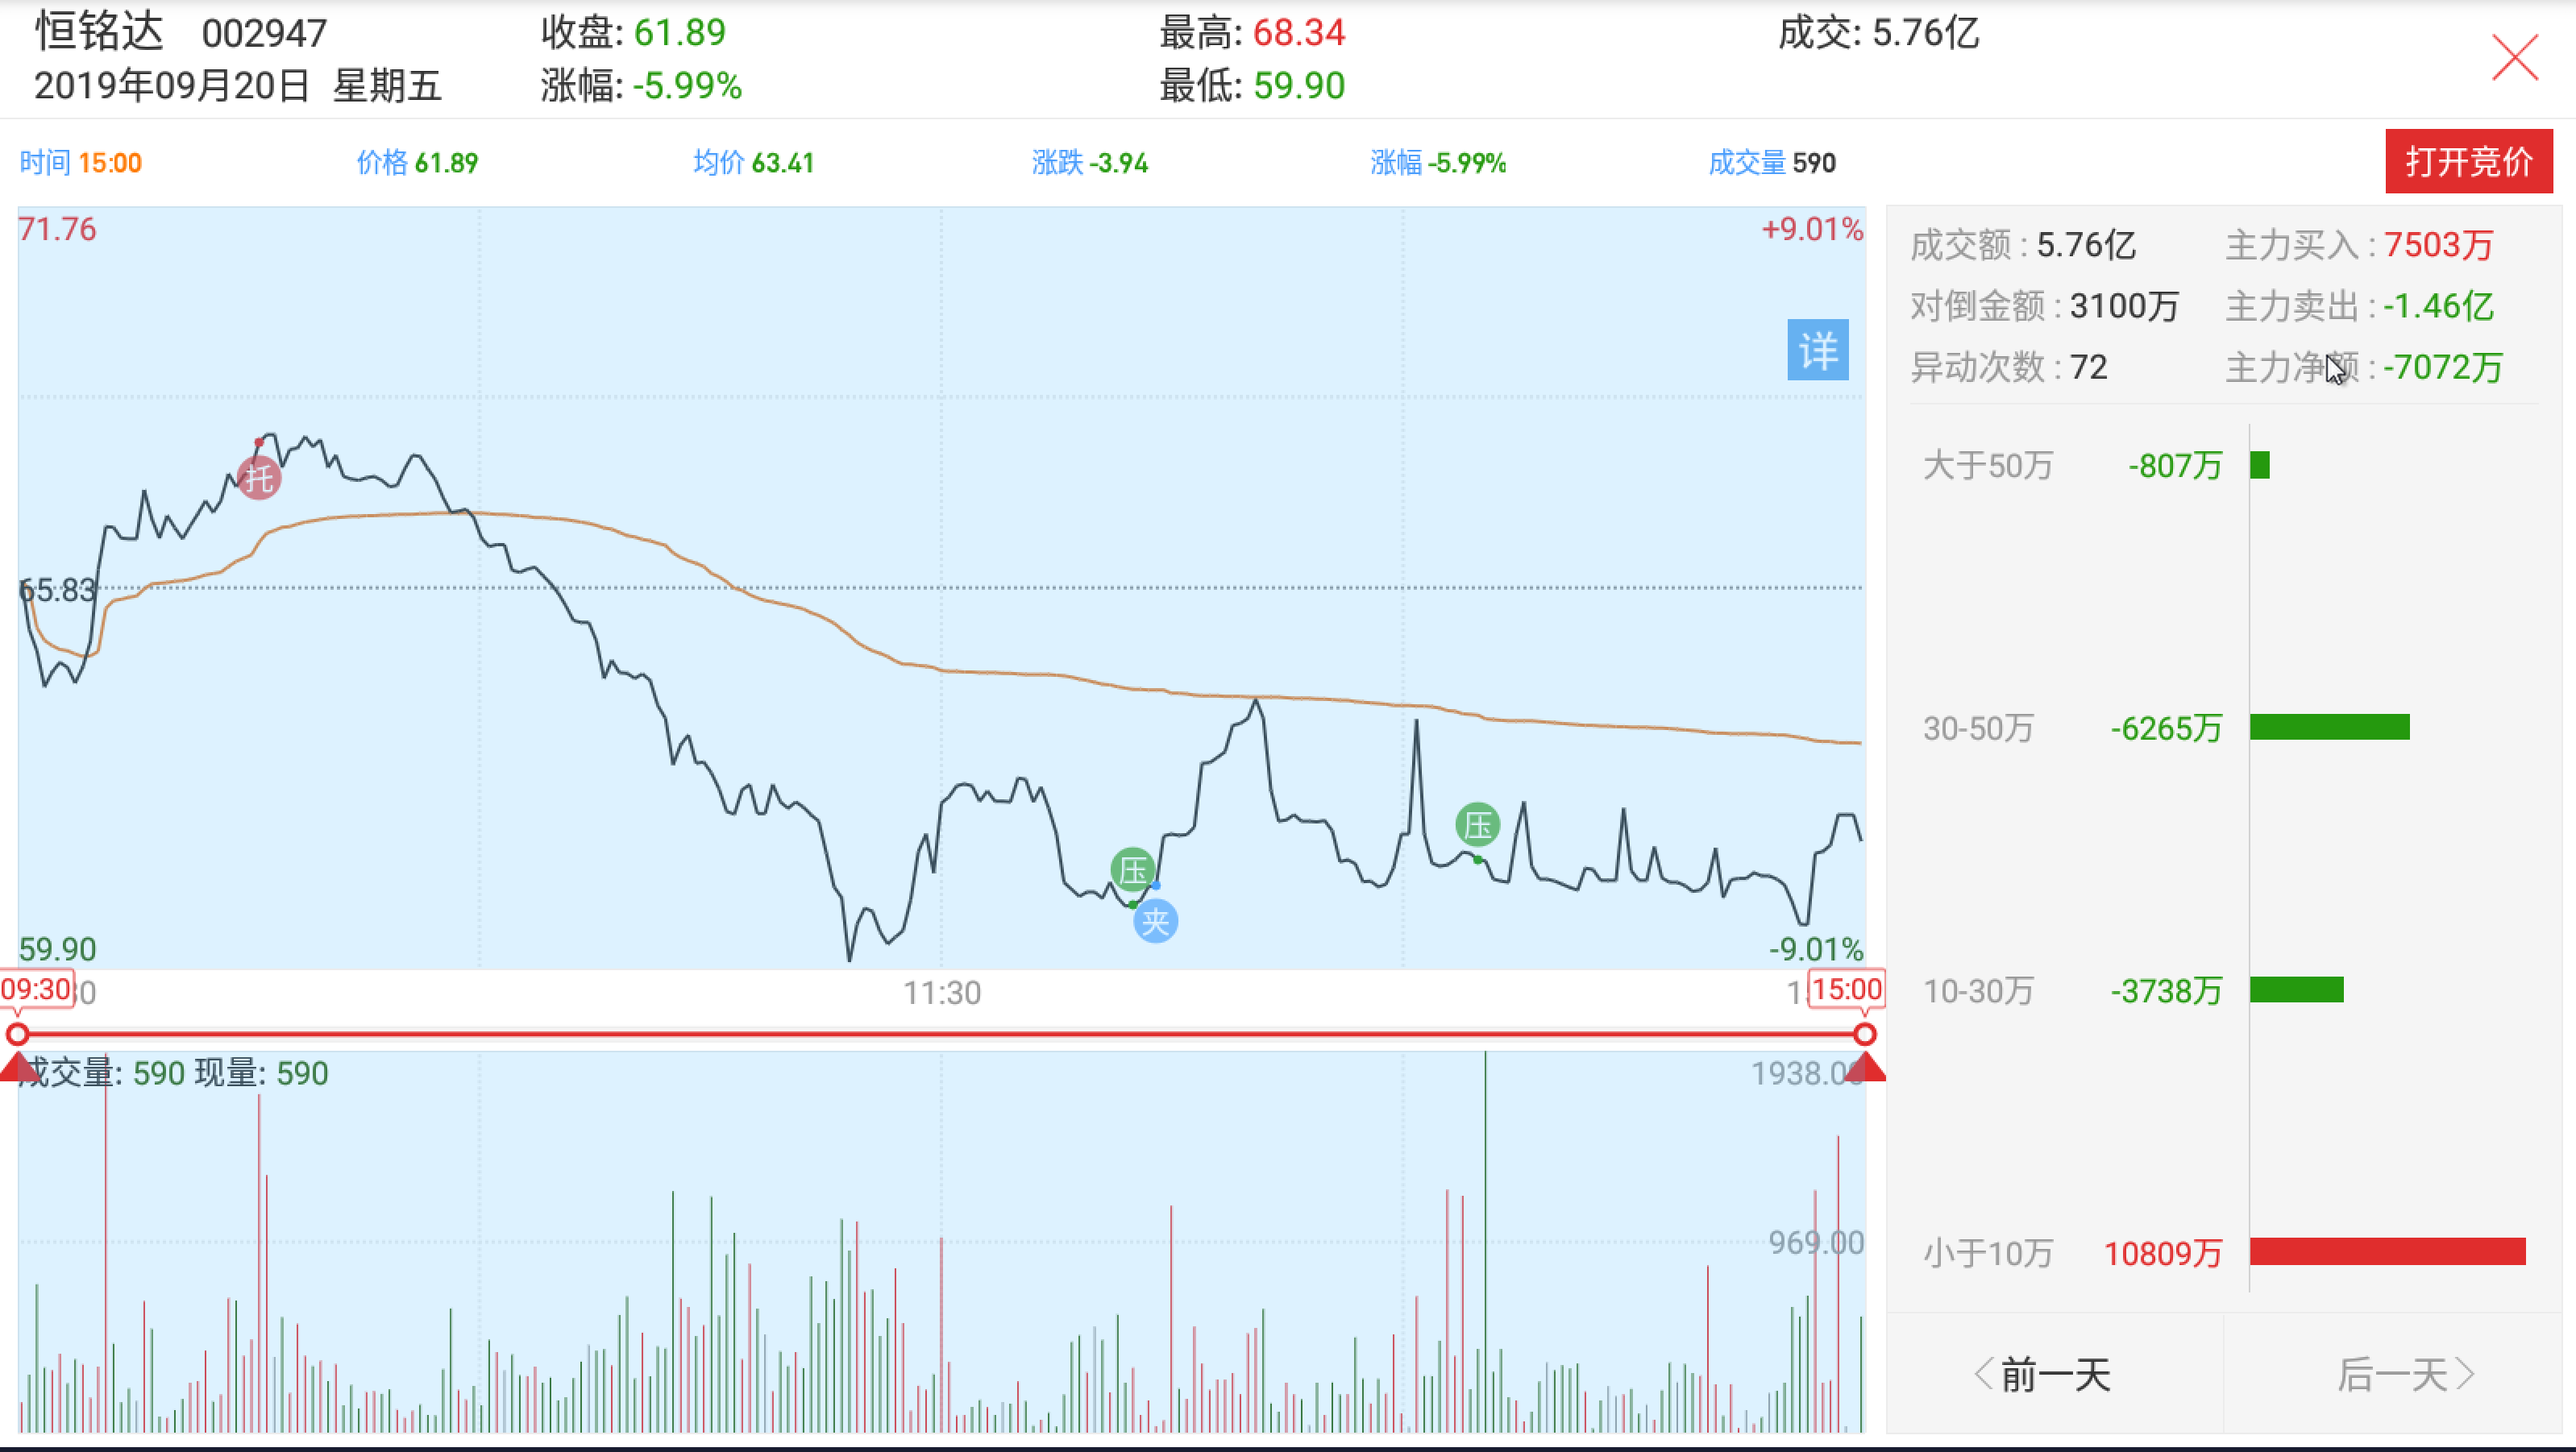 恒铭达 002947 收盘: 61.89 最高: 68.34 成交: 5.76亿
2019年09月20日 星期五 涨幅: -5.99% 最低: 59.90
时间 15:00 价格 61.89 均价 63.41 涨跌 -3.94 涨幅 -5.99% 成交量 590 打开竞价
71.76 +9.01%
详
托
65.83
压
压
夹
59.90 -9.01%
09:30 11:30 15:00
成交量: 590 现量: 590 1938.00
969.00
成交额 : 5.76亿 主力买入 : 7503万
对倒金额 : 3100万 主力卖出 : -1.46亿
异动次数 : 72 主力净额 : -7072万
大于50万 -807万
30-50万 -6265万
10-30万 -3738万
小于10万 10809万
前一天 后一天